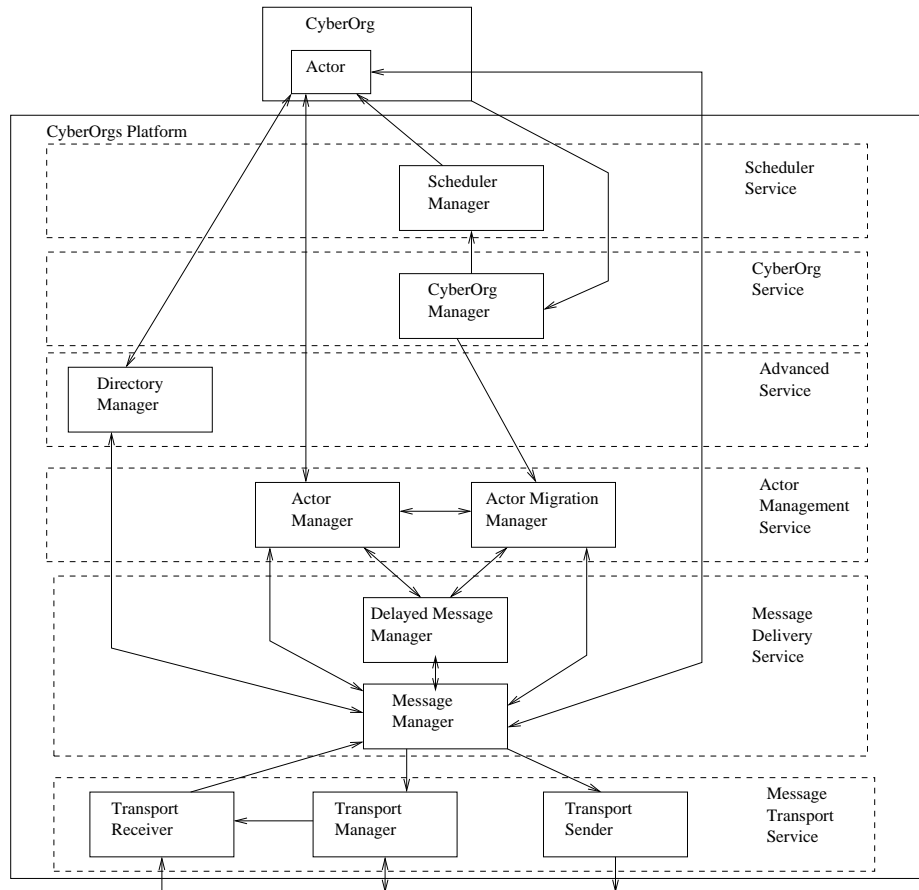 CyberOrg
Actor
CyberOrgs Platform
Scheduler
Manager
Scheduler
Service
CyberOrg
Manager
CyberOrg
Service
Directory
Manager
Advanced
Service
Actor
Manager
Actor Migration
Manager
Actor
Management
Service
Delayed Message
Manager
Message
Delivery
Service
Message
Manager
Transport
Receiver
Transport
Manager
Transport
Sender
Message
Transport
Service